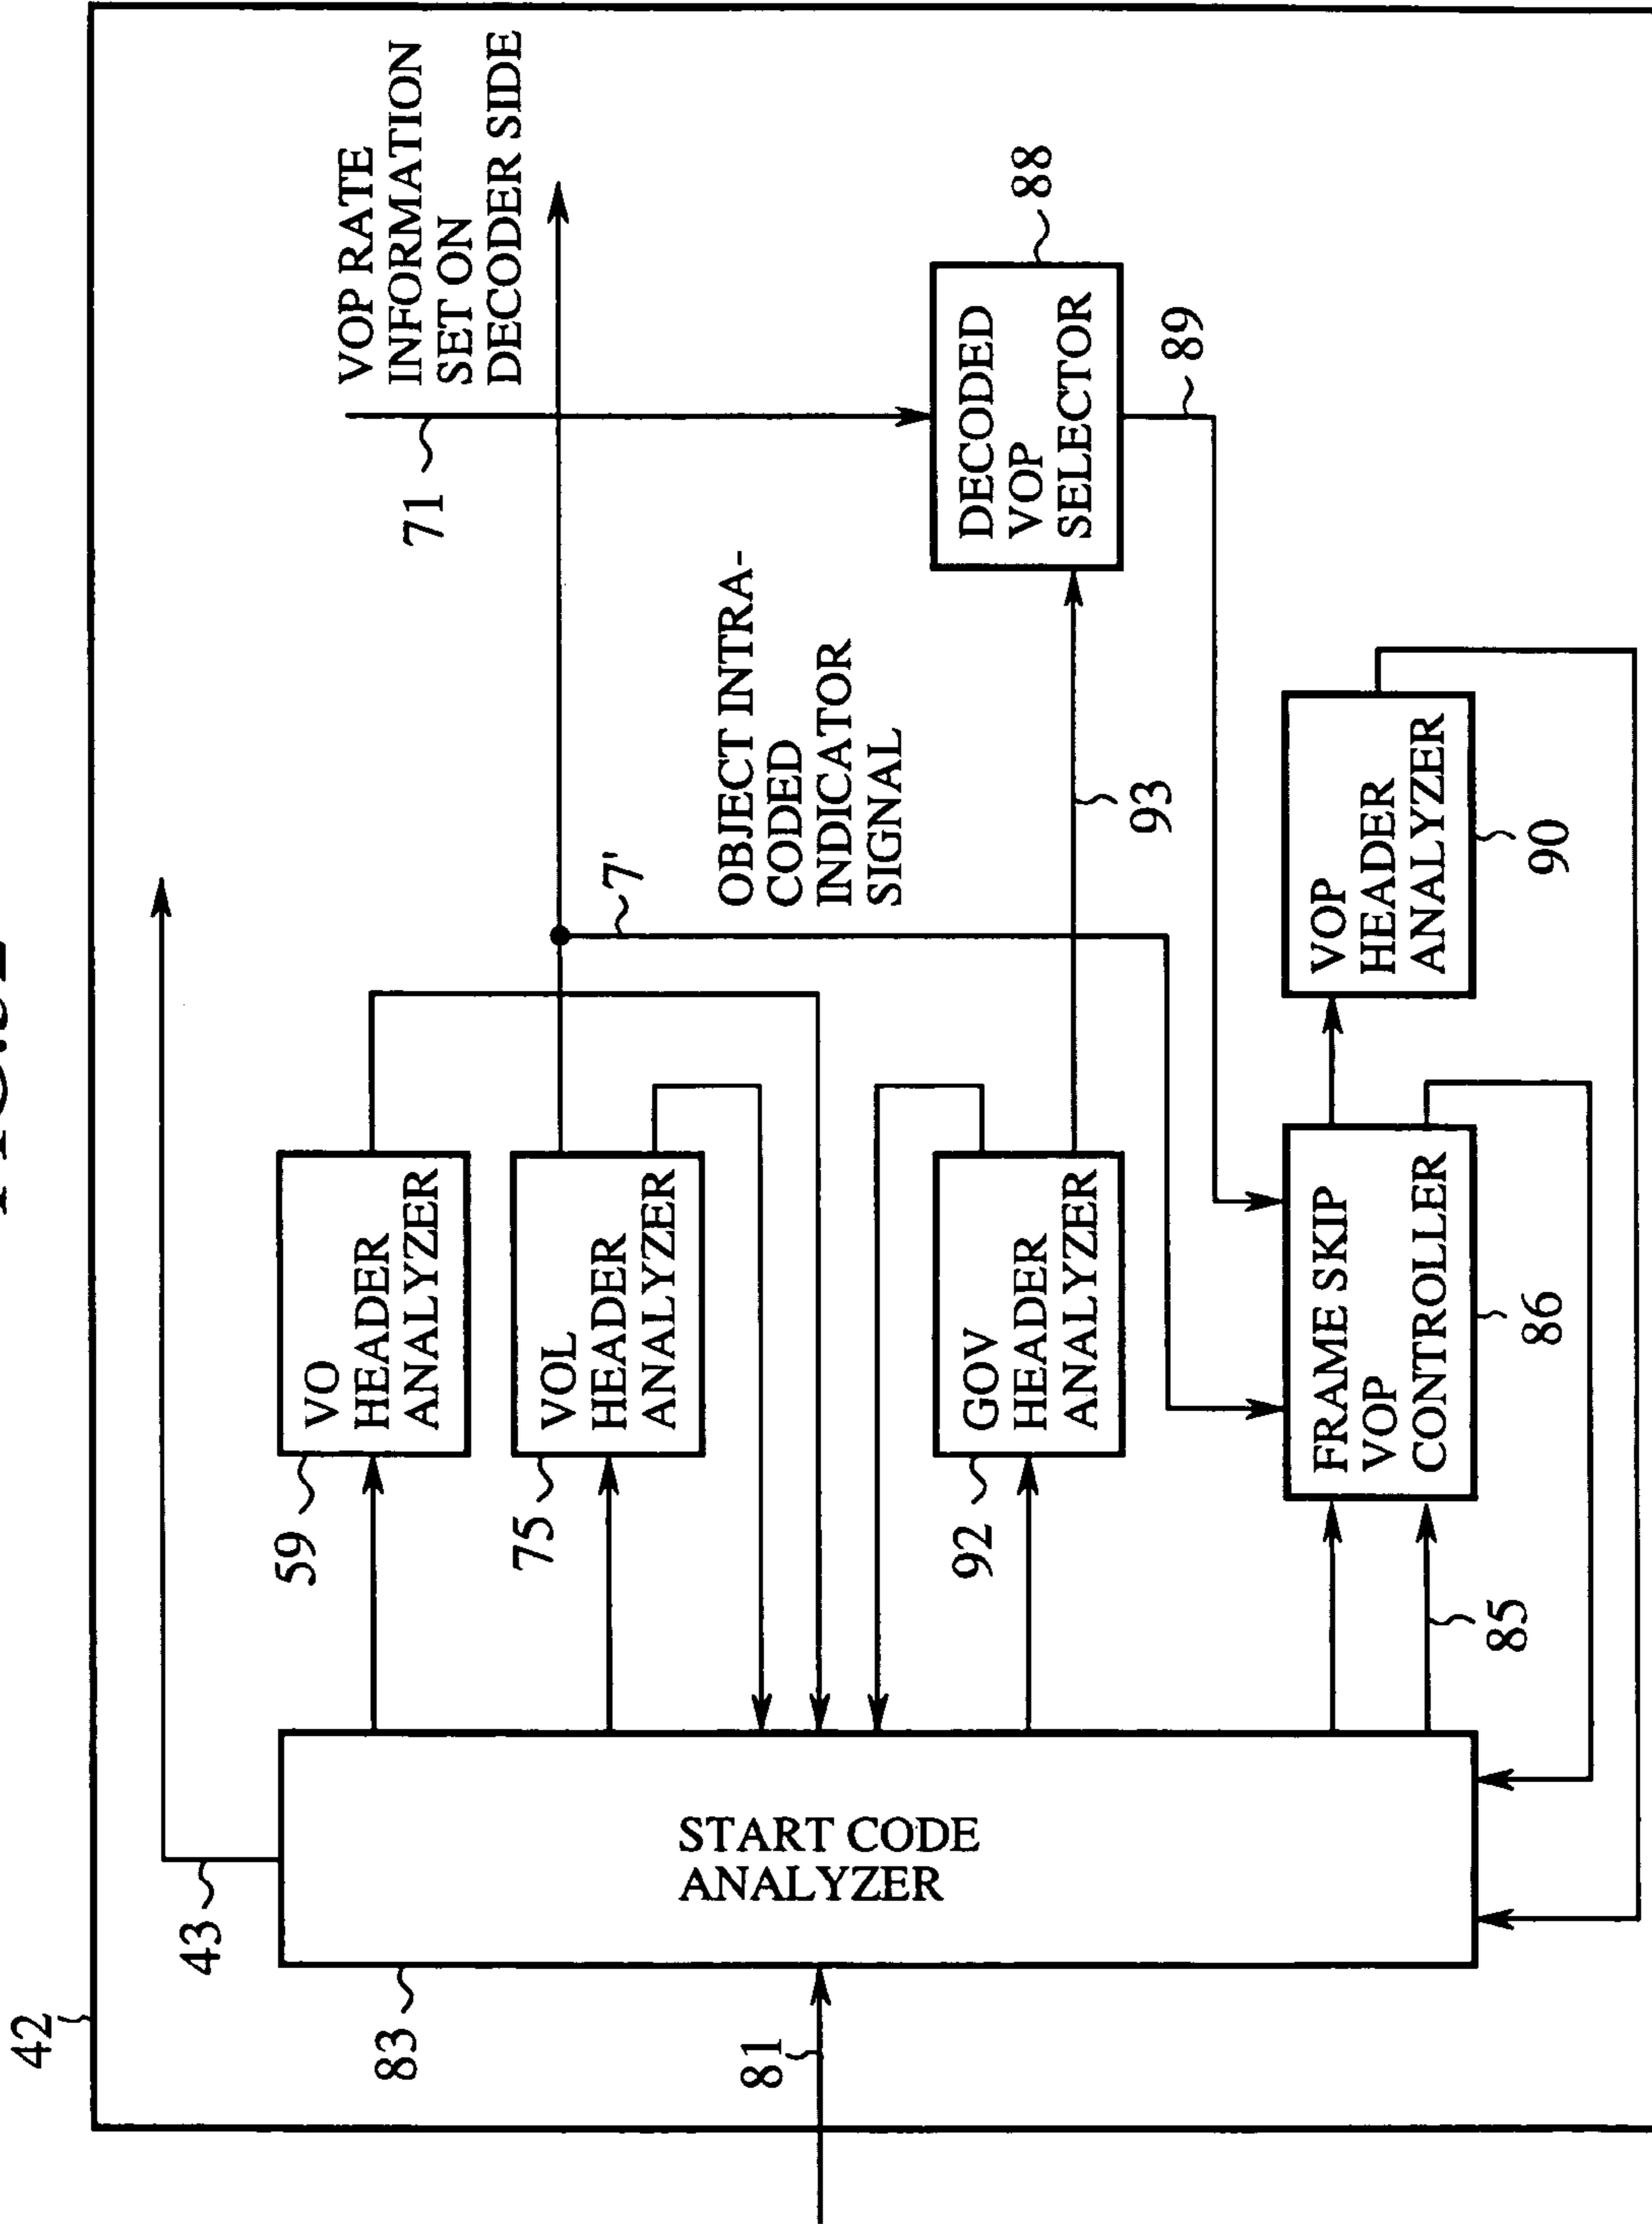 42
43
83
81
START CODE
ANALYZER
59
VO
HEADER
ANALYZER
75
VOL
HEADER
ANALYZER
92
GOV
HEADER
ANALYZER
85
FRAME SKIP
VOP
CONTROLLER
86
VOP
HEADER
ANALYZER
90
7'
OBJECT INTRA-
CODED
INDICATOR
SIGNAL
93
71
VOP RATE
INFORMATION
SET ON
DECODER SIDE
DECODED
VOP
SELECTOR
88
89